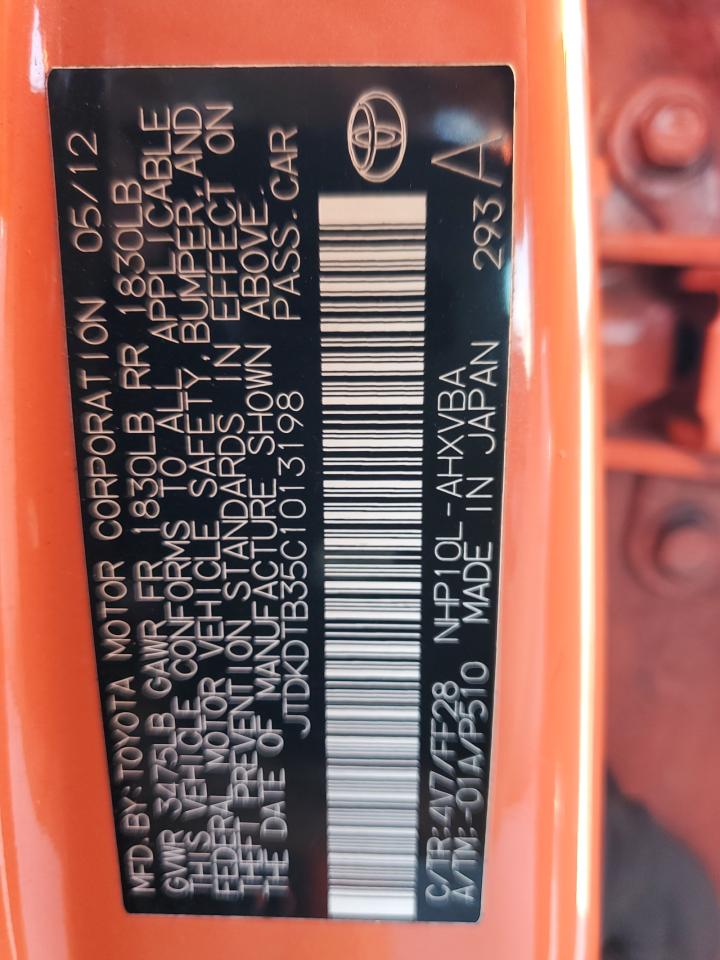 MFD.BY:TOYOTA MOTOR CORPORATION 05/12
GVWR 3475LB GAWR FR 1830LB RR 1830LB
THIS VEHICLE CONFORMS TO ALL APPLICABLE
FEDERAL MOTOR VEHICLE SAFETY, BUMPER, AND
THEFT PREVENTION STANDARDS IN EFFECT ON
THE DATE OF MANUFACTURE SHOWN ABOVE.
JTDKDTB35C1013198 PASS.CAR
C/TR:4V7/FF28 NHP10L-AHXVBA
A/TM:-01A/P510 MADE IN JAPAN 293 A